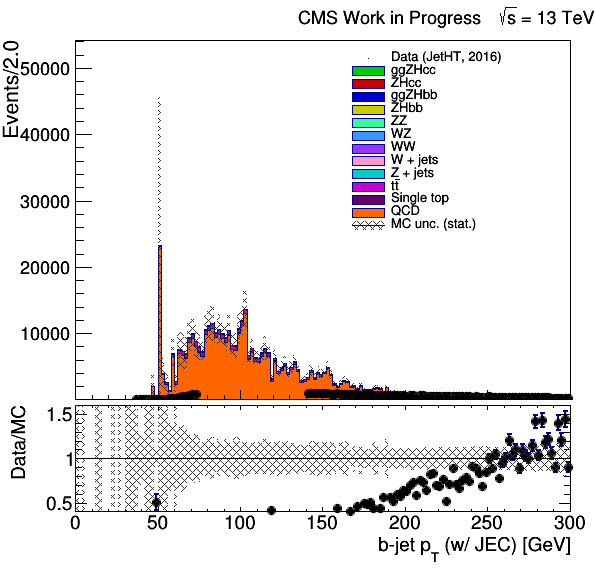 CMS Work in Progress √s = 13 TeV
Events/2.0
50000
40000
30000
20000
10000
Data (JetHT, 2016)
ggZHcc
ZHcc
ggZHbb
ZHbb
ZZ
WZ
WW
W + jets
Z + jets
tt̄
Single top
QCD
MC unc. (stat.)
Data/MC
1.5
1
0.5
0 50 100 150 200 250 300
b-jet p_T (w/ JEC) [GeV]